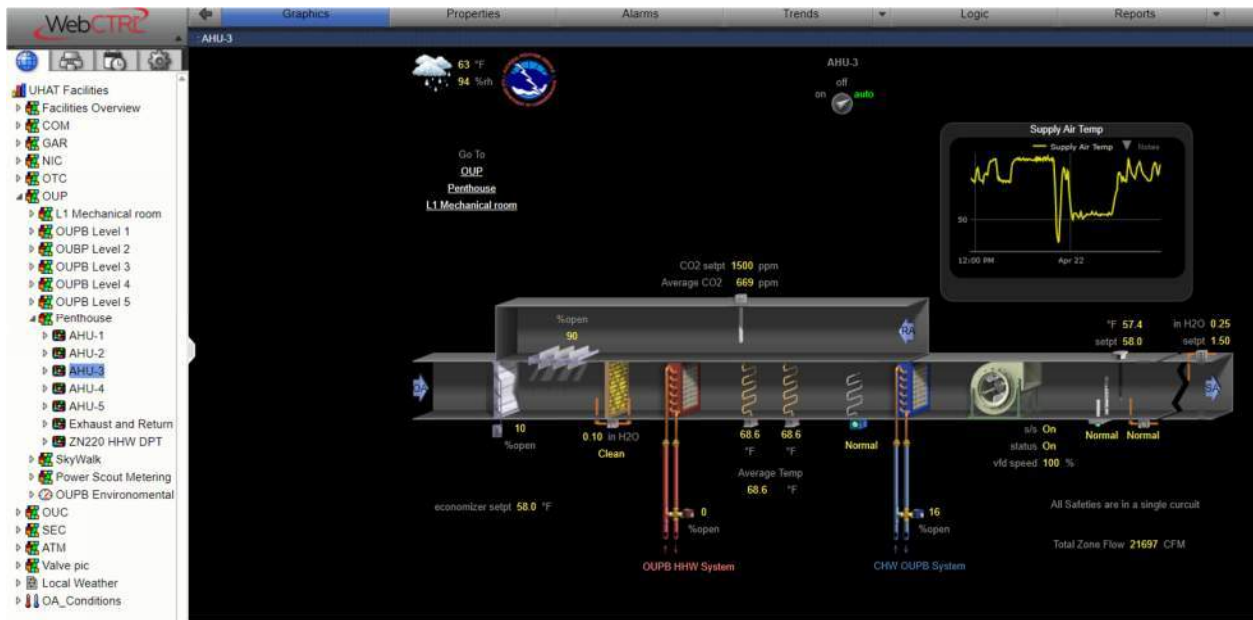 WebCTRL
Graphics Properties Alarms Trends Logic Reports
AHU-3
UHAT Facilities
Facilities Overview
COM
GAR
NIC
OTC
OUP
L1 Mechanical room
OUPB Level 1
OUBP Level 2
OUPB Level 3
OUPB Level 4
OUPB Level 5
Penthouse
AHU-1
AHU-2
AHU-3
AHU-4
AHU-5
Exhaust and Return
ZN220 HHW DPT
SkyWalk
Power Scout Metering
OUPB Environomental
OUC
SEC
ATM
Valve pic
Local Weather
OA_Conditions
63 °F
94 %rh
AHU-3
off
on auto
Go To
OUP
Penthouse
L1 Mechanical room
Supply Air Temp
Supply Air Temp Notes
50
12:00 PM Apr 22
CO2 setpt 1500 ppm
Average CO2 669 ppm
%open
90
RA
°F 57.4 in H2O 0.25
setpt 58.0 setpt 1.50
OA
SA
10
%open
0.10 in H2O
Clean
68.6 68.6
°F °F
Normal
Average Temp
68.6 °F
s/s On
status On
vfd speed 100 %
Normal Normal
economizer setpt 58.0 °F
0
%open
16
%open
All Safeties are in a single curcuit
Total Zone Flow 21697 CFM
OUPB HHW System
CHW OUPB System